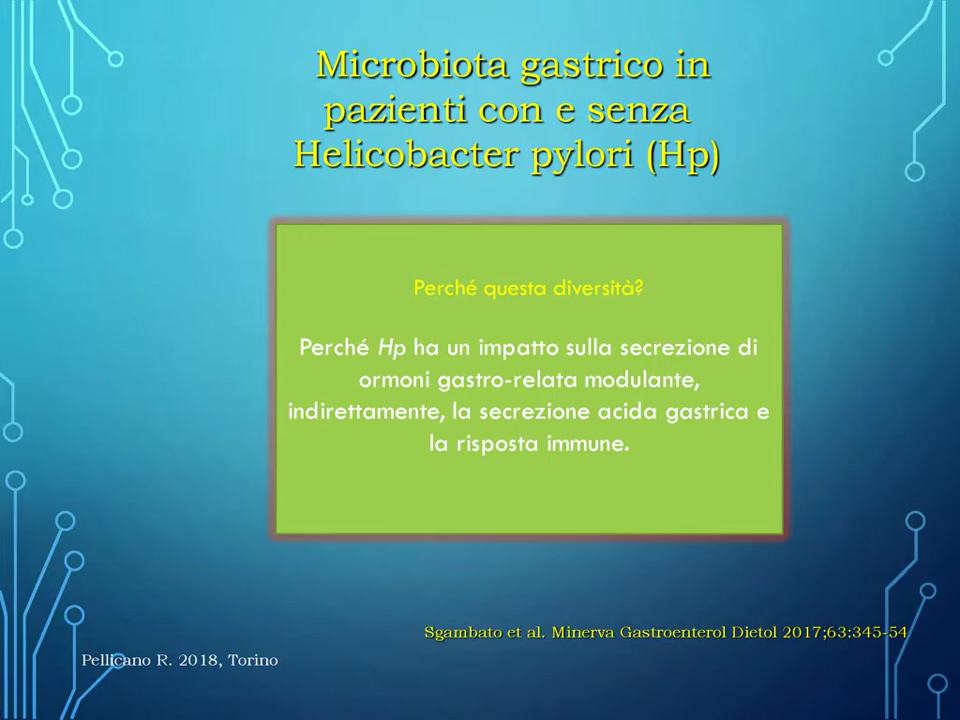 Microbiota gastrico in
pazienti con e senza
Helicobacter pylori (Hp)
Perché questa diversità?
Perché Hp ha un impatto sulla secrezione di
ormoni gastro-relata modulante,
indirettamente, la secrezione acida gastrica e
la risposta immune.
Sgambato et al. Minerva Gastroenterol Dietol 2017;63:345-54
Pellicano R. 2018, Torino